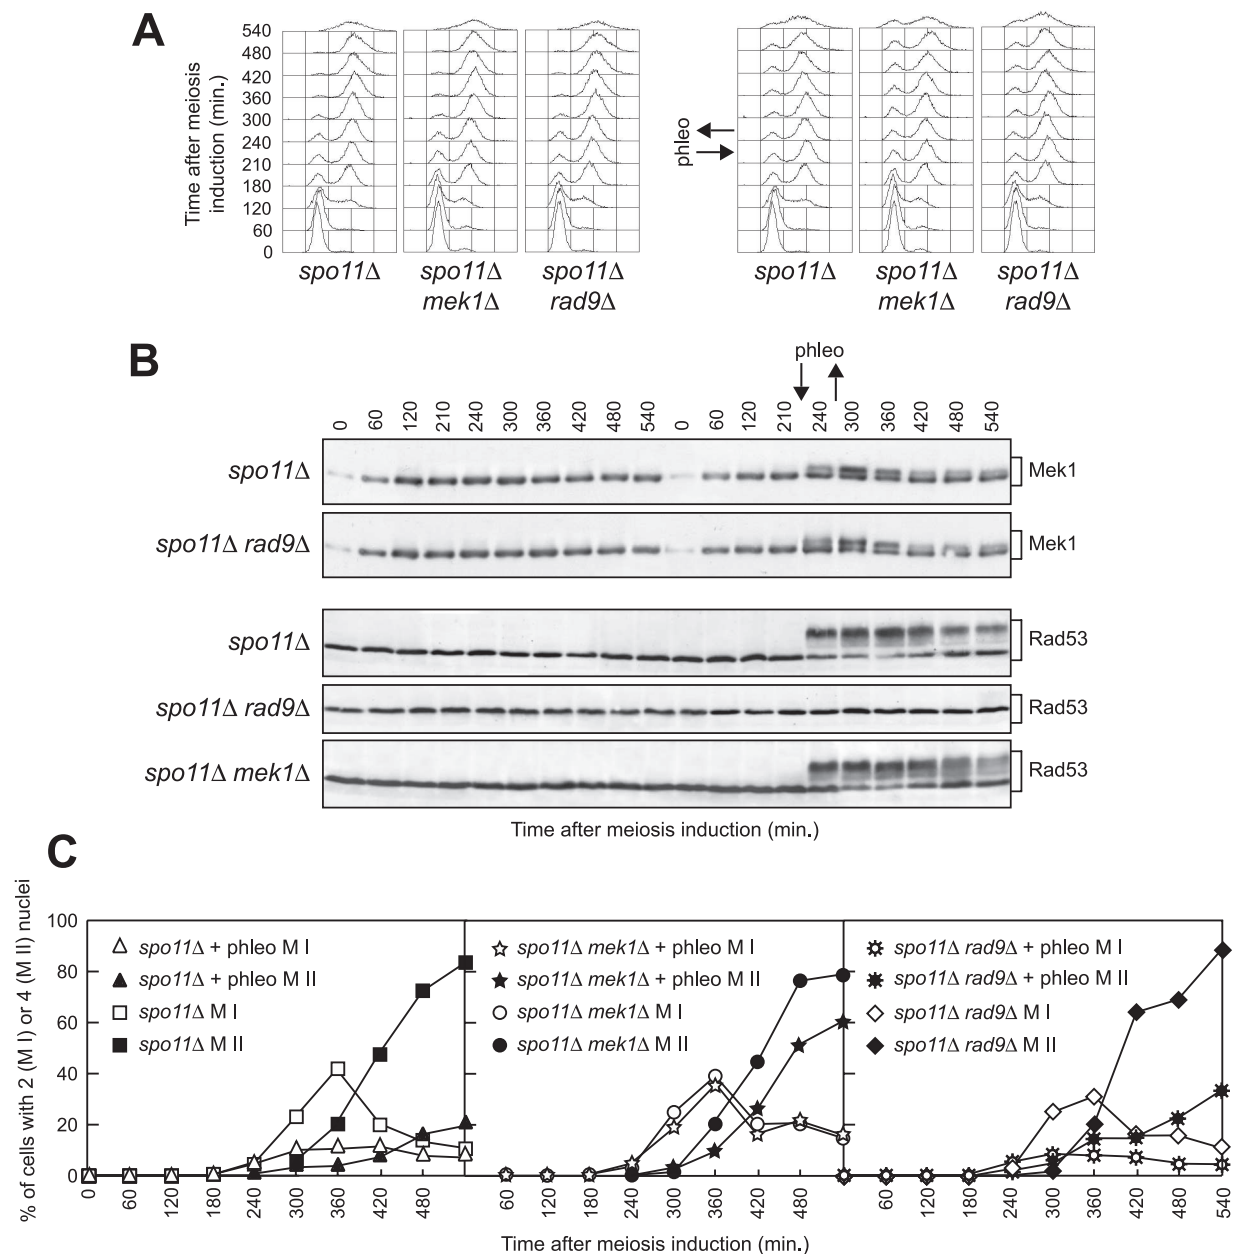 A
Time after meiosis
induction (min.)
540
480
420
360
300
240
210
180
120
60
0
phleo
spo11Δ
spo11Δ
mek1Δ
spo11Δ
rad9Δ
spo11Δ
spo11Δ
mek1Δ
spo11Δ
rad9Δ
B
phleo
0 60 120 210 240 300 360 420 480 540 0 60 120 210 240 300 360 420 480 540
spo11Δ Mek1
spo11Δ rad9Δ Mek1
spo11Δ Rad53
spo11Δ rad9Δ Rad53
spo11Δ mek1Δ Rad53
Time after meiosis induction (min.)
C
% of cells with 2 (M I) or 4 (M II) nuclei
100
80
60
40
20
0
spo11Δ + phleo M I
spo11Δ + phleo M II
spo11Δ M I
spo11Δ M II
spo11Δ mek1Δ + phleo M I
spo11Δ mek1Δ + phleo M II
spo11Δ mek1Δ M I
spo11Δ mek1Δ M II
spo11Δ rad9Δ + phleo M I
spo11Δ rad9Δ + phleo M II
spo11Δ rad9Δ M I
spo11Δ rad9Δ M II
0 60 120 180 240 300 360 420 480 60 120 180 240 300 360 420 480 60 120 180 240 300 360 420 480 540
Time after meiosis induction (min.)